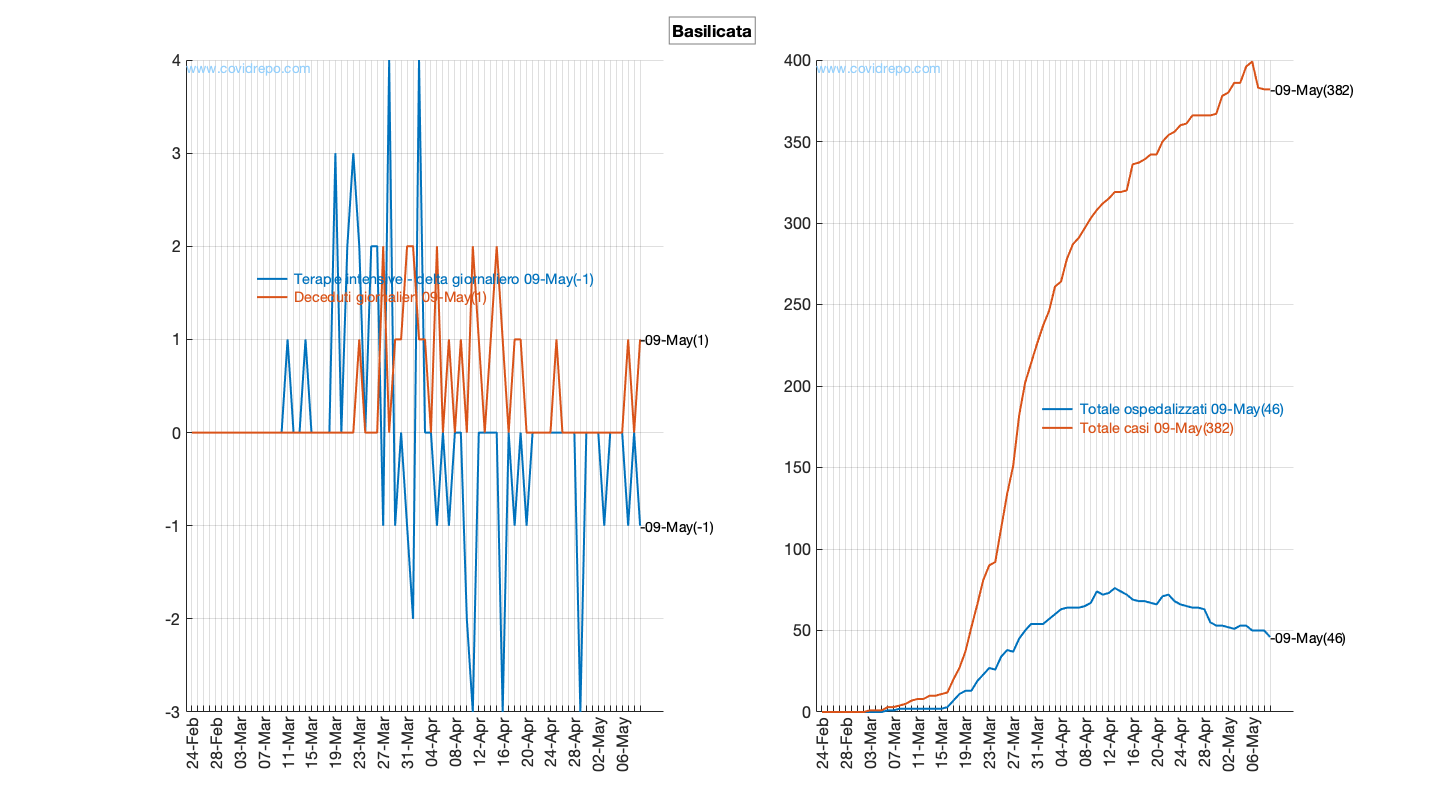 Basilicata
www.covidrepo.com
4
3
2
1
0
-1
-2
-3
Terapie intensive - delta giornaliero 09-May(-1)
Deceduti giornalieri 09-May(1)
-09-May(1)
-09-May(-1)
24-Feb
28-Feb
03-Mar
07-Mar
11-Mar
15-Mar
19-Mar
23-Mar
27-Mar
31-Mar
04-Apr
08-Apr
12-Apr
16-Apr
20-Apr
24-Apr
28-Apr
02-May
06-May
www.covidrepo.com
400
350
300
250
200
150
100
50
0
-09-May(382)
Totale ospedalizzati 09-May(46)
Totale casi 09-May(382)
-09-May(46)
24-Feb
28-Feb
03-Mar
07-Mar
11-Mar
15-Mar
19-Mar
23-Mar
27-Mar
31-Mar
04-Apr
08-Apr
12-Apr
16-Apr
20-Apr
24-Apr
28-Apr
02-May
06-May